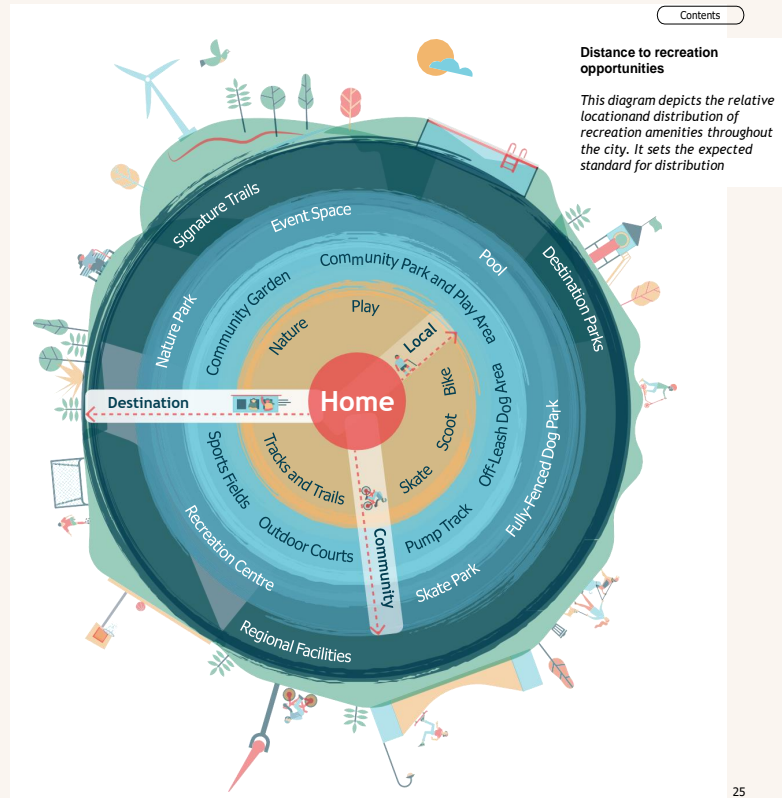 Contents
Distance to recreation
opportunities
This diagram depicts the relative
locationand distribution of
recreation amenities throughout
the city. It sets the expected
standard for distribution
Signature Trails
Event Space
Pool
Destination Parks
Nature Park
Community Garden
Community Park and Play Area
Play
Nature
Local
Bike
Destination
Home
Scoot
Off-Leash Dog Area
Fully-Fenced Dog Park
Sports Fields
Tracks and Trails
Skate
Outdoor Courts
Community
Pump Track
Recreation Centre
Skate Park
Regional Facilities
25